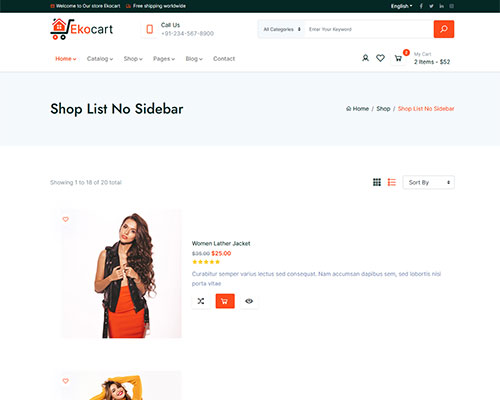 Welcome to Our store Ekocart
Free shipping worldwide
English
Ekocart
Call Us
+91-234-567-8900
All Categories
Enter Your Keyword
Home
Catalog
Shop
Pages
Blog
Contact
2
My Cart
2 Items - $52
Shop List No Sidebar
Home / Shop / Shop List No Sidebar
Showing 1 to 18 of 20 total
Sort By
Women Lather Jacket
$35.00 $25.00
Curabitur semper varius lectus sed consequat. Nam accumsan dapibus sem, sed lobortis nisi
porta vitae